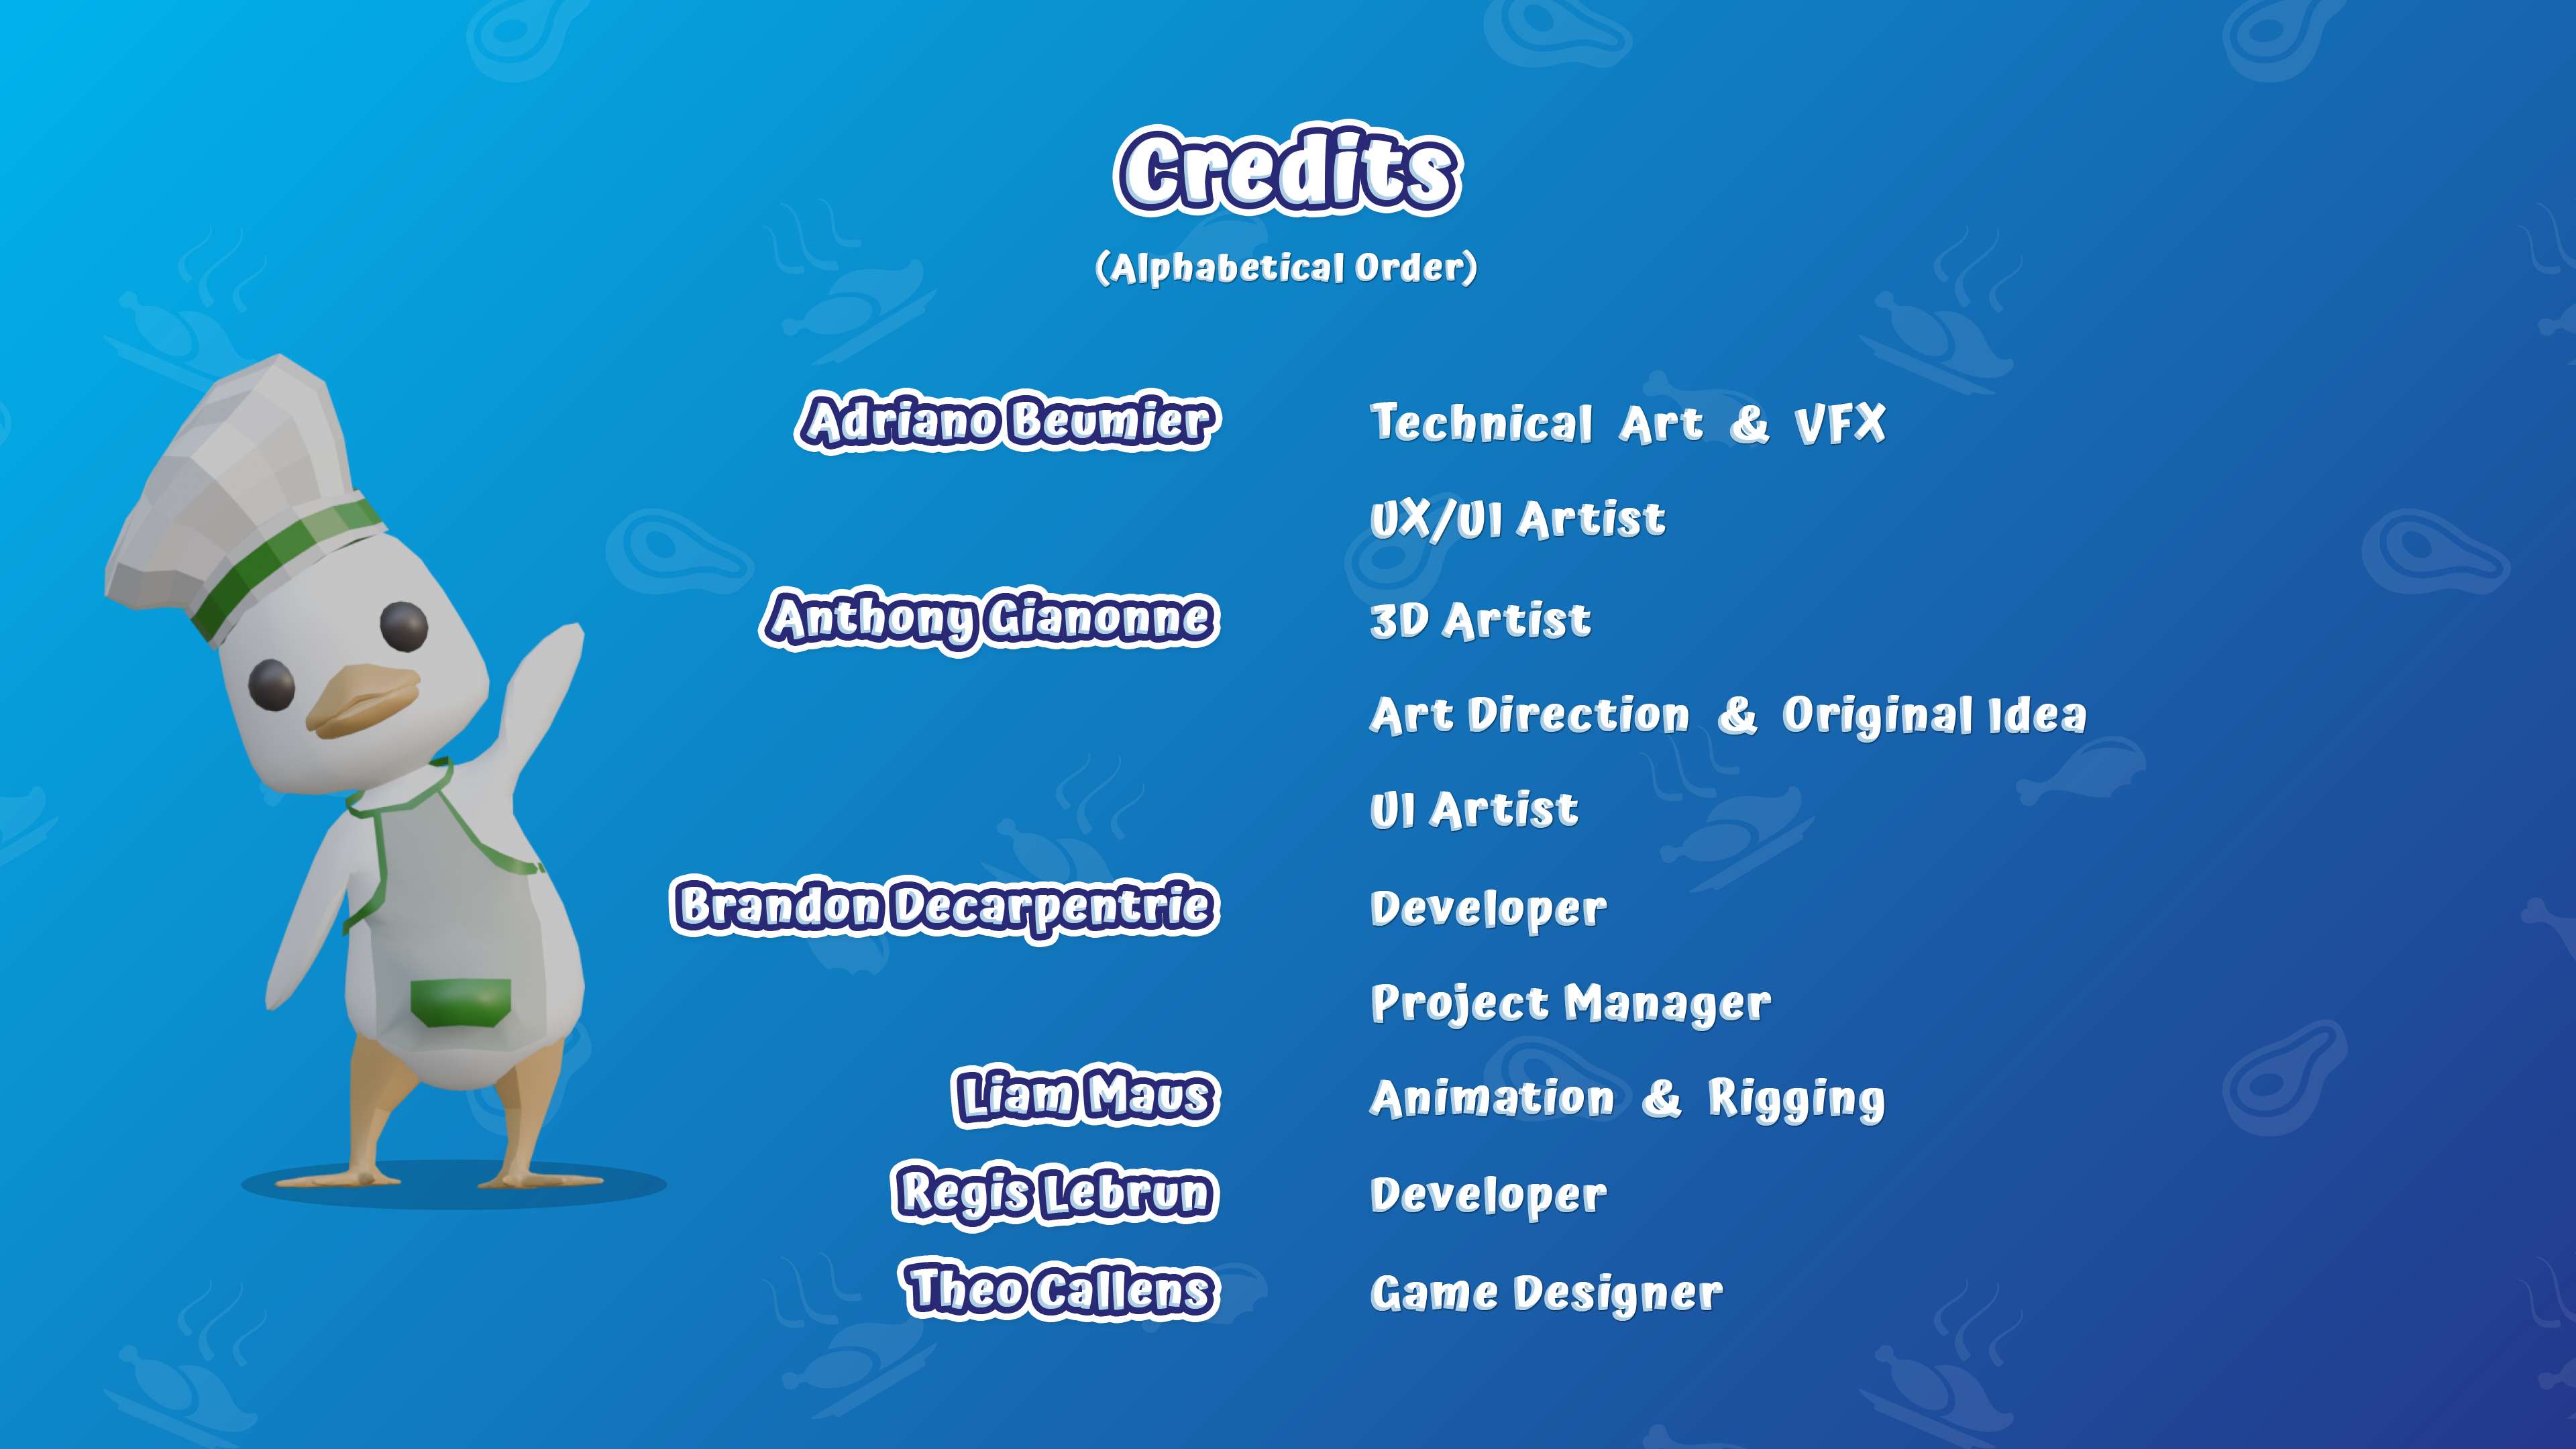 Credits
(Alphabetical Order)
Adriano Beumier Technical Art & VFX
UX/UI Artist
Anthony Gianonne 3D Artist
Art Direction & Original Idea
UI Artist
Brandon Decarpentrie Developer
Project Manager
Liam Maus Animation & Rigging
Regis Lebrun Developer
Theo Callens Game Designer